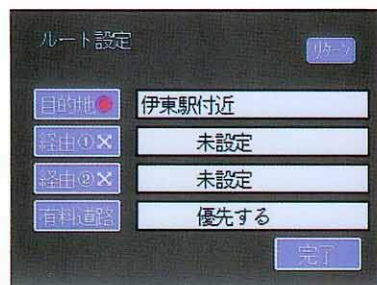 ルート設定
リターン
目的地 伊東駅付近
経由①× 未設定
経由②× 未設定
有料道路 優先する
完了